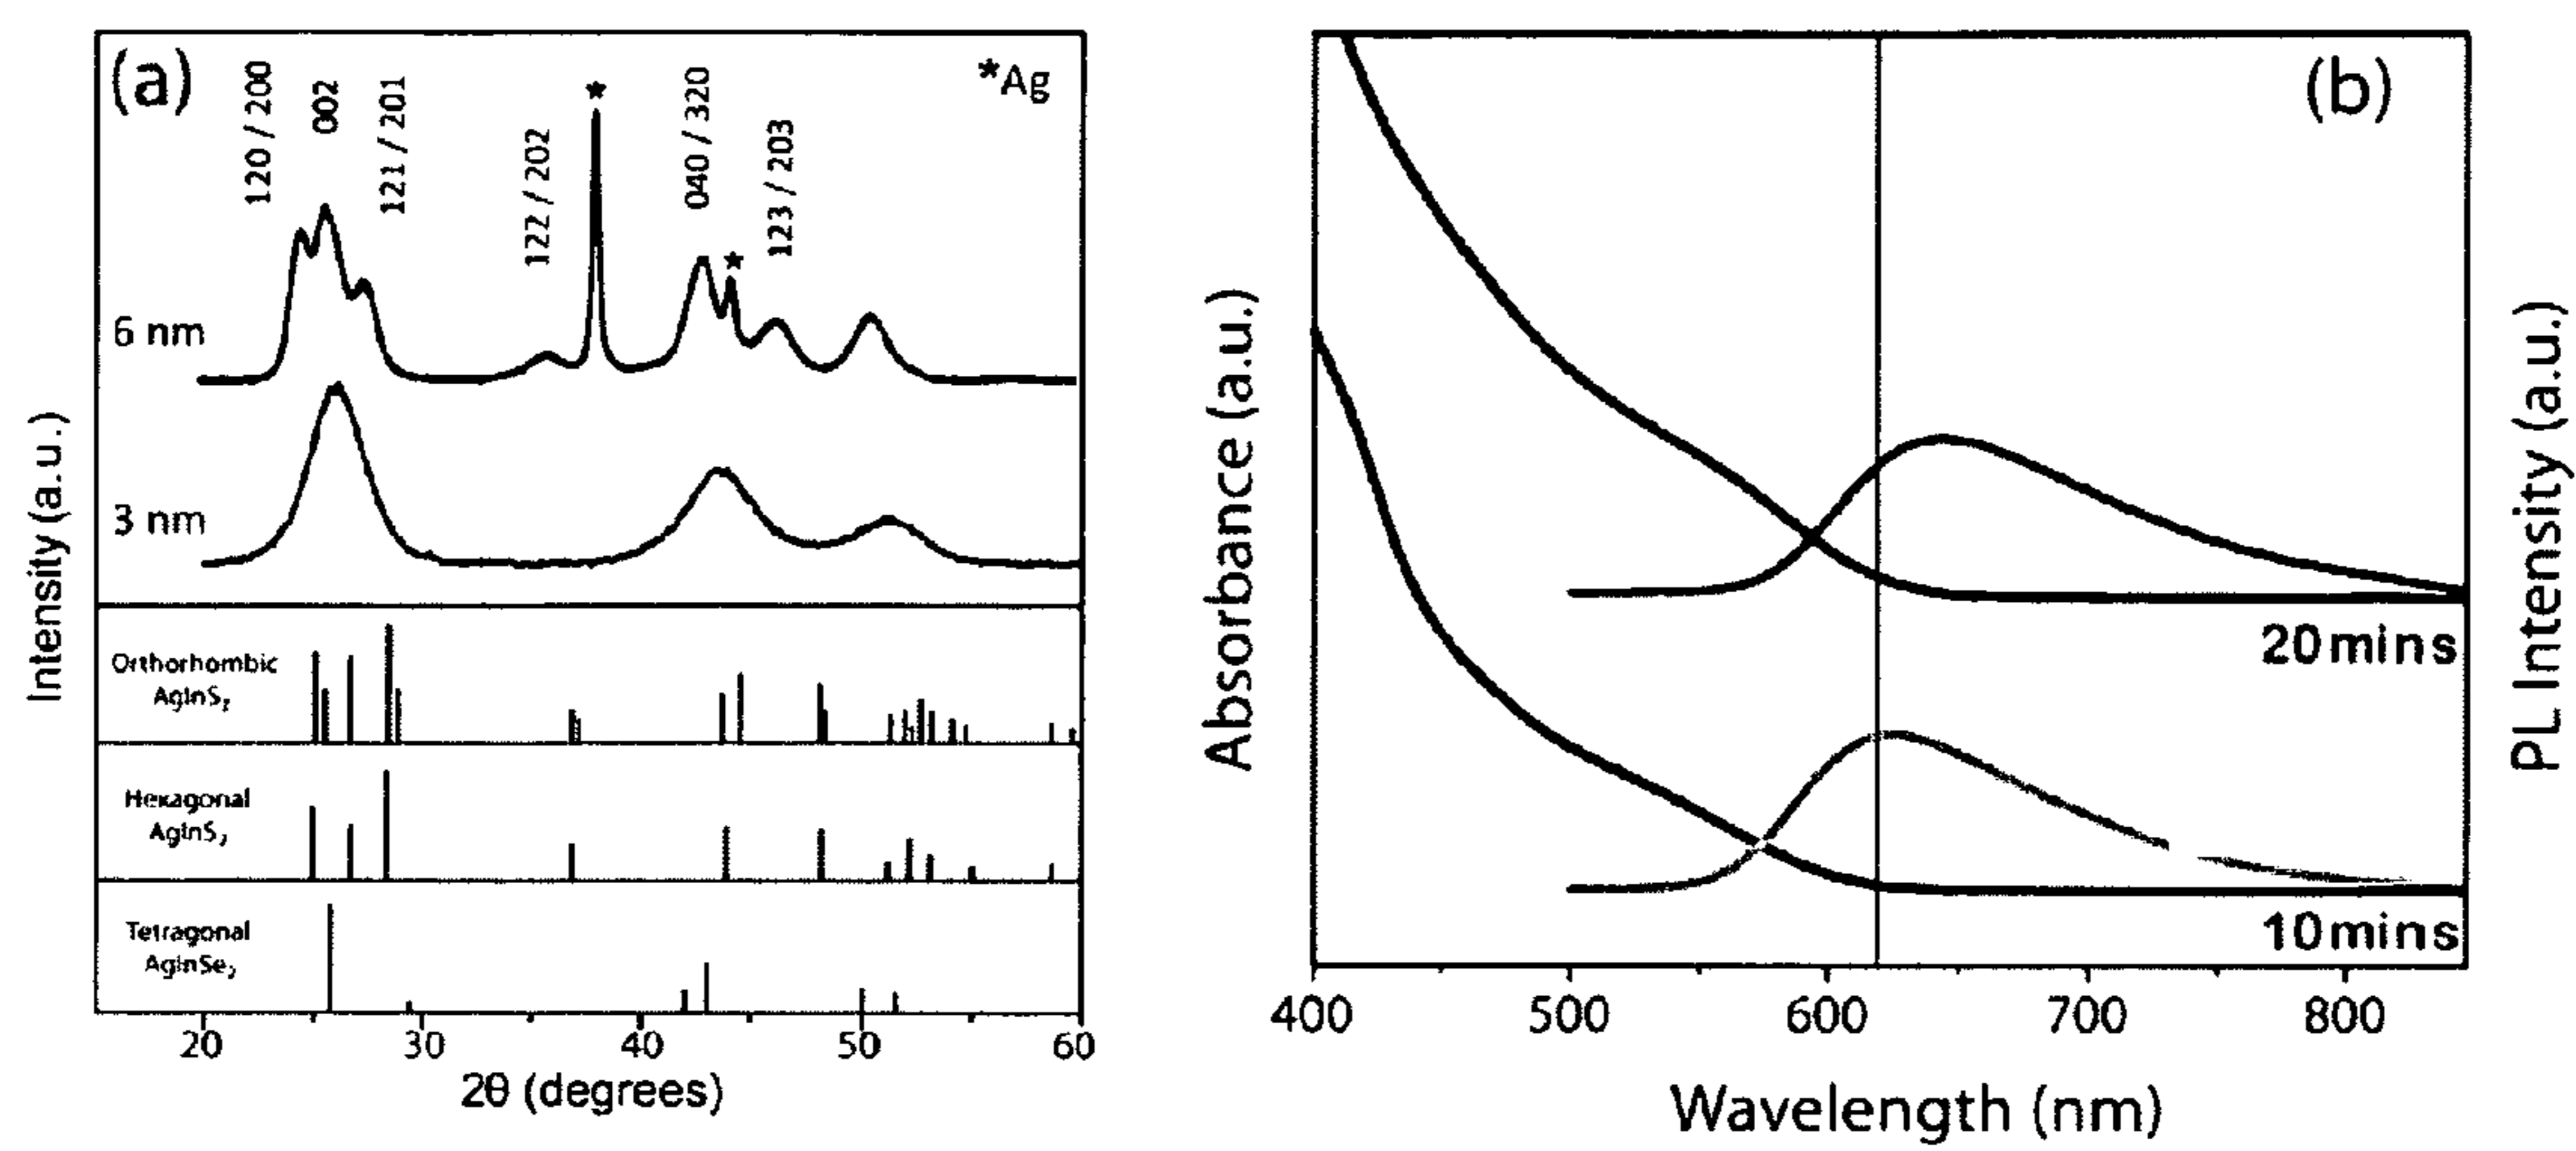 (a)
*Ag
120 / 200
002
121 / 201
122 / 202
*
040 / 320
*
123 / 203
6 nm
3 nm
Intensity (a.u.)
Orthorhombic
AgInS₂
Hexagonal
AgInS₂
Tetragonal
AgInSe₂
20
30
40
50
60
2θ (degrees)
(b)
Absorbance (a.u.)
PL Intensity (a.u.)
20 mins
10 mins
400
500
600
700
800
Wavelength (nm)